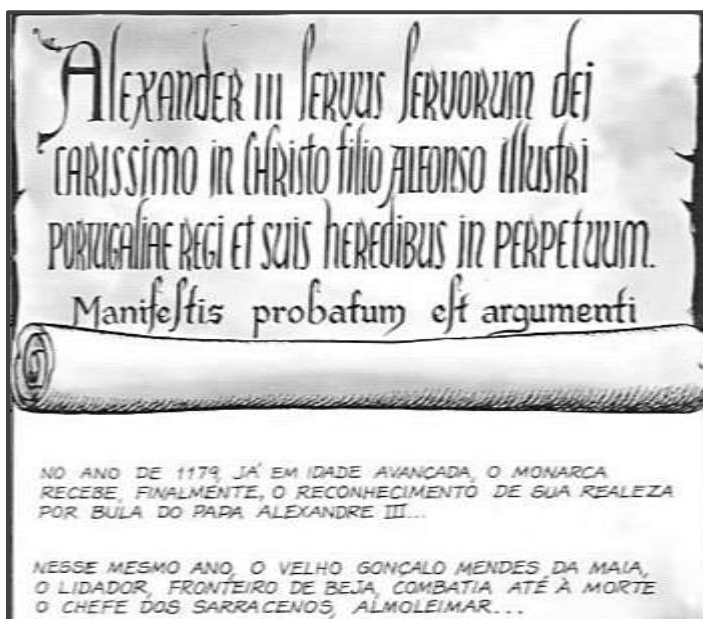 ALEXANDER III ſERVUS ſERVORUM dei
CARISSIMO in CHRisto filio ALFONSO illustri
PORTUGALIAE REGI ET SUIS HEREDIBUS in PERPETUUM.
Manifeſtis probatum eſt argumenti
NO ANO DE 1179, JÁ EM IDADE AVANÇADA, O MONARCA
RECEBE, FINALMENTE, O RECONHECIMENTO DE SUA REALEZA
POR BULA DO PAPA ALEXANDRE III...
NESSE MESMO ANO, O VELHO GONÇALO MENDES DA MAIA,
O LIDADOR, FRONTEIRO DE BEJA, COMBATIA ATÉ À MORTE
O CHEFE DOS SARRACENOS, ALMOLEIMAR...